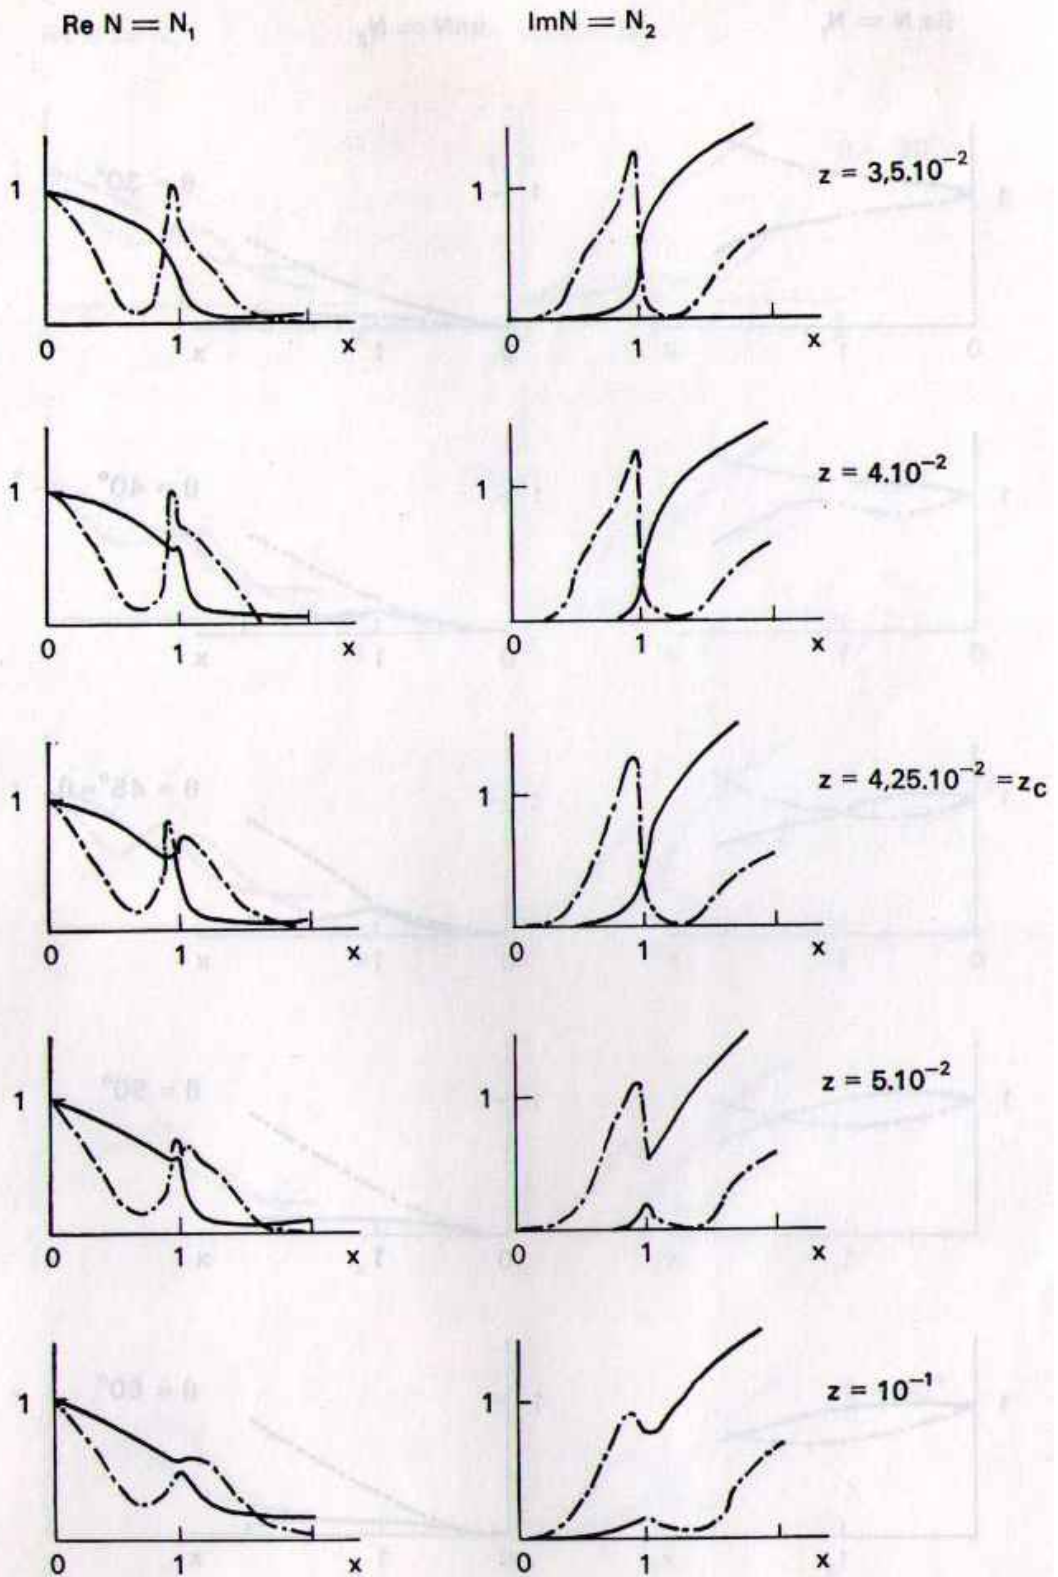 Re N = N₁ ImN = N₂
1 1 z = 3,5.10⁻²
0 1 x 0 1 x
1 1 z = 4.10⁻²
0 1 x 0 1 x
1 1 z = 4,25.10⁻² = z_C
0 1 x 0 1 x
1 1 z = 5.10⁻²
0 1 x 0 1 x
1 1 z = 10⁻¹
0 1 x 0 1 x